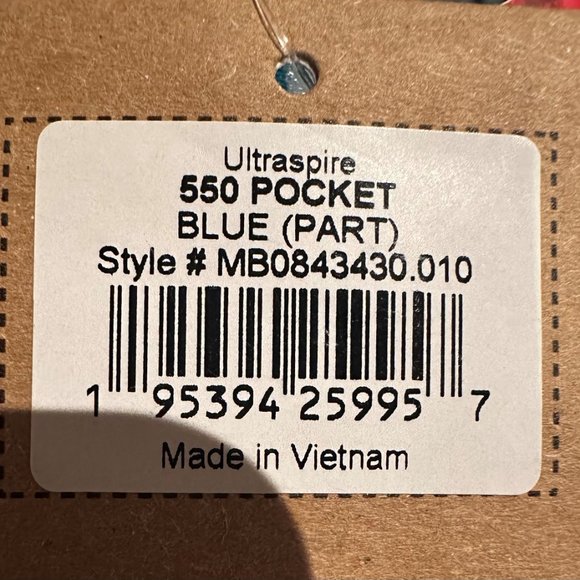 Ultraspire
550 POCKET
BLUE (PART)
Style # MB0843430.010
1 95394 25995 7
Made in Vietnam